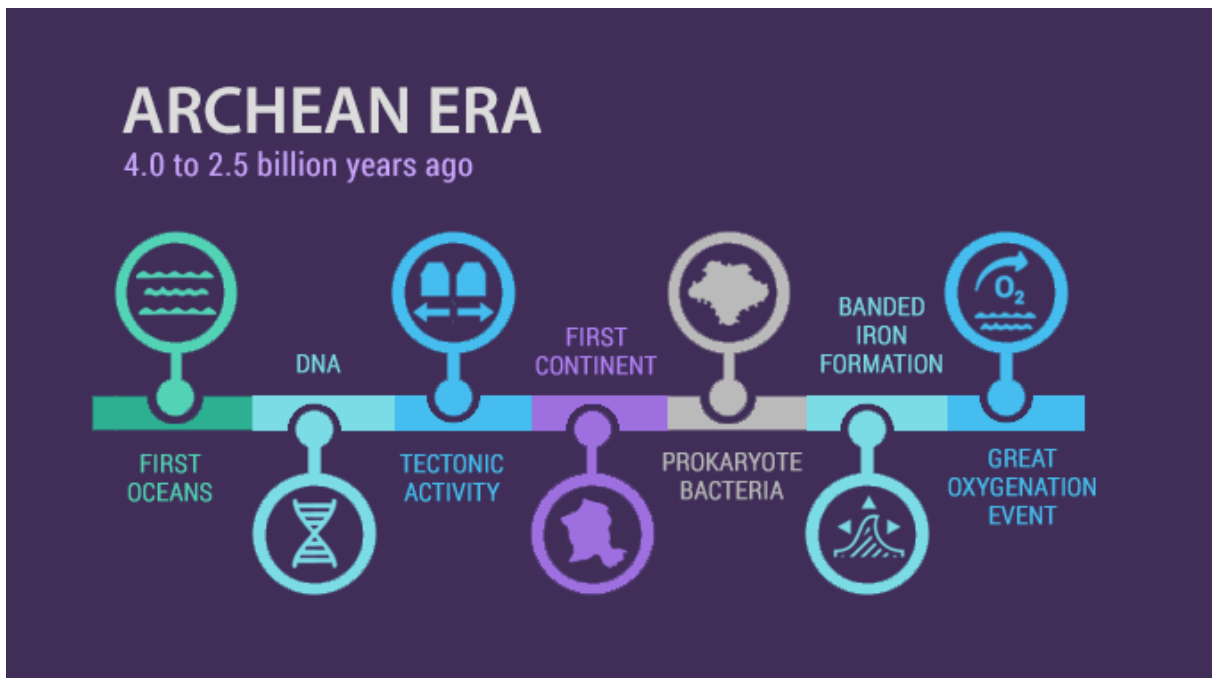 ARCHEAN ERA
4.0 to 2.5 billion years ago
FIRST
OCEANS
DNA
TECTONIC
ACTIVITY
FIRST
CONTINENT
PROKARYOTE
BACTERIA
BANDED
IRON
FORMATION
O₂
GREAT
OXYGENATION
EVENT